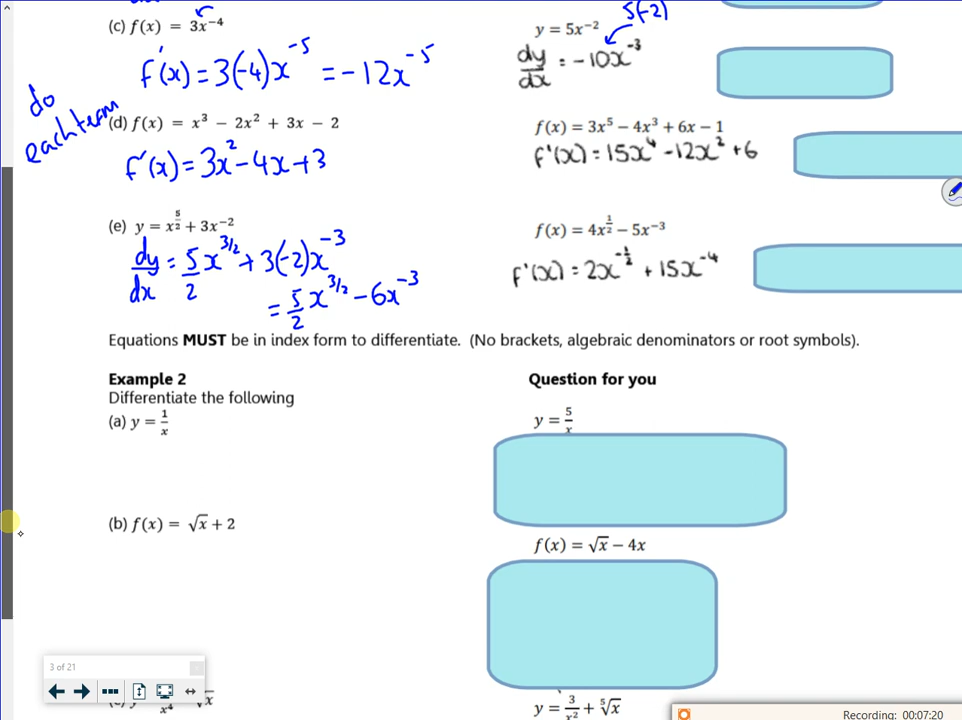 (c) f(x) = 3x⁻⁴
f'(x) = 3(-4)x⁻⁵ = -12x⁻⁵
5(-2)
y = 5x⁻²
dy/dx = -10x⁻³
do
each term
(d) f(x) = x³ − 2x² + 3x − 2
f'(x) = 3x² - 4x + 3
f(x) = 3x⁵ − 4x³ + 6x − 1
f'(x) = 15x⁴ - 12x² + 6
(e) y = x^(5/2) + 3x⁻²
dy/dx = 5/2 x^(3/2) + 3(-2)x⁻³
= 5/2 x^(3/2) - 6x⁻³
f(x) = 4x^(1/2) − 5x⁻³
f'(x) = 2x^(-1/2) + 15x⁻⁴
Equations MUST be in index form to differentiate. (No brackets, algebraic denominators or root symbols).
Example 2
Differentiate the following
(a) y = 1/x
Question for you
y = 5/x
(b) f(x) = √x + 2
f(x) = √x − 4x
3 of 21
y = 3/x² + ⁵√x
Recording: 00:07:20